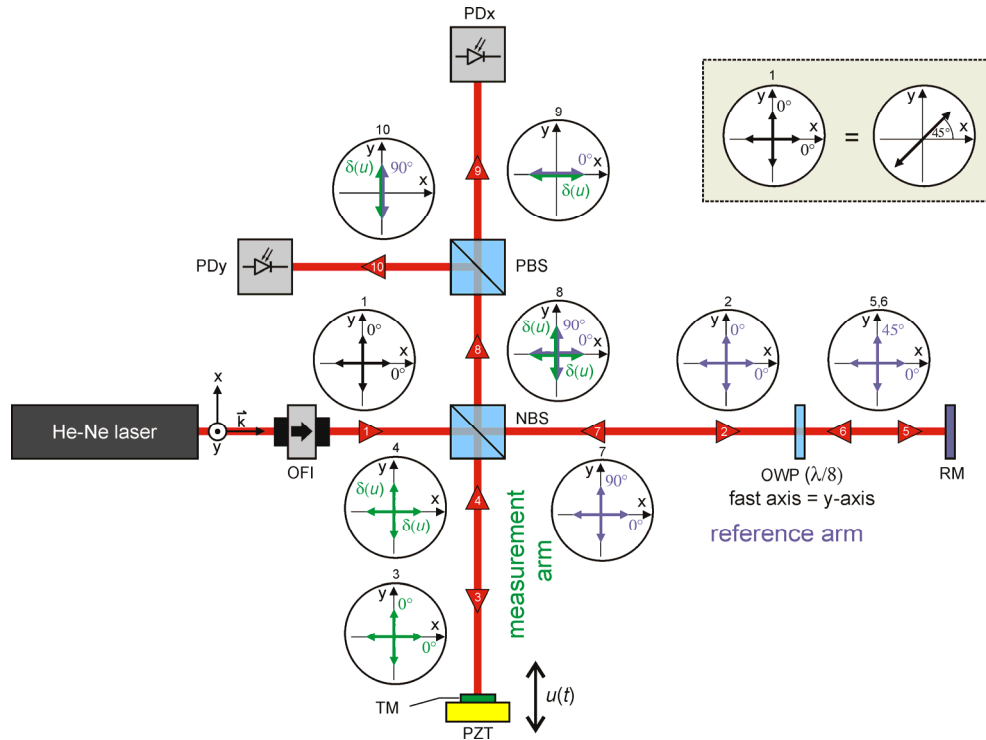 PDx
1
y
0°
x
0°
=
y
45°
x
10
y
δ(u)
90°
x
9
y
0°
x
δ(u)
9
PDy
10
PBS
1
y
0°
x
0°
8
δ(u)
y
90°
0°
x
δ(u)
8
2
y
0°
x
0°
5,6
y
45°
x
0°
He-Ne laser
x
k
y
OFI
1
NBS
7
2
6
5
OWP (λ/8)
fast axis = y-axis
RM
4
y
δ(u)
x
δ(u)
4
7
y
90°
x
0°
reference arm
measurement
arm
3
y
0°
x
0°
3
u(t)
TM
PZT